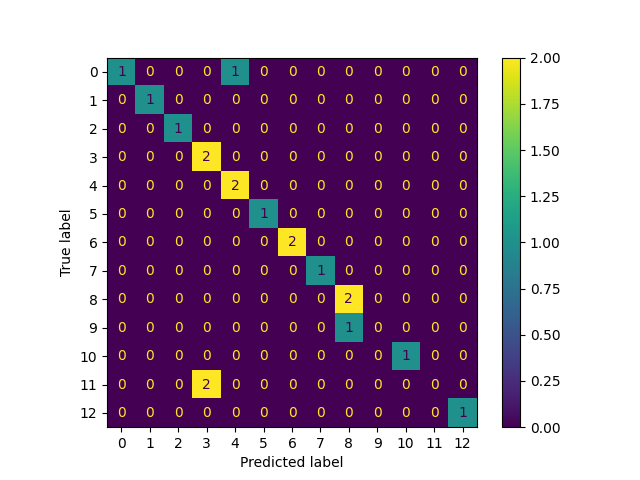 0 1 0 0 0 1 0 0 0 0 0 0 0 0 2.00
1 0 1 0 0 0 0 0 0 0 0 0 0 0 1.75
2 0 0 1 0 0 0 0 0 0 0 0 0 0
3 0 0 0 2 0 0 0 0 0 0 0 0 0 1.50
4 0 0 0 0 2 0 0 0 0 0 0 0 0
5 0 0 0 0 0 1 0 0 0 0 0 0 0 1.25
6 0 0 0 0 0 0 2 0 0 0 0 0 0 1.00
7 0 0 0 0 0 0 0 1 0 0 0 0 0
8 0 0 0 0 0 0 0 0 2 0 0 0 0 0.75
9 0 0 0 0 0 0 0 0 1 0 0 0 0
10 0 0 0 0 0 0 0 0 0 0 1 0 0 0.50
11 0 0 0 2 0 0 0 0 0 0 0 0 0 0.25
12 0 0 0 0 0 0 0 0 0 0 0 0 1 0.00
0 1 2 3 4 5 6 7 8 9 10 11 12
Predicted label
True label